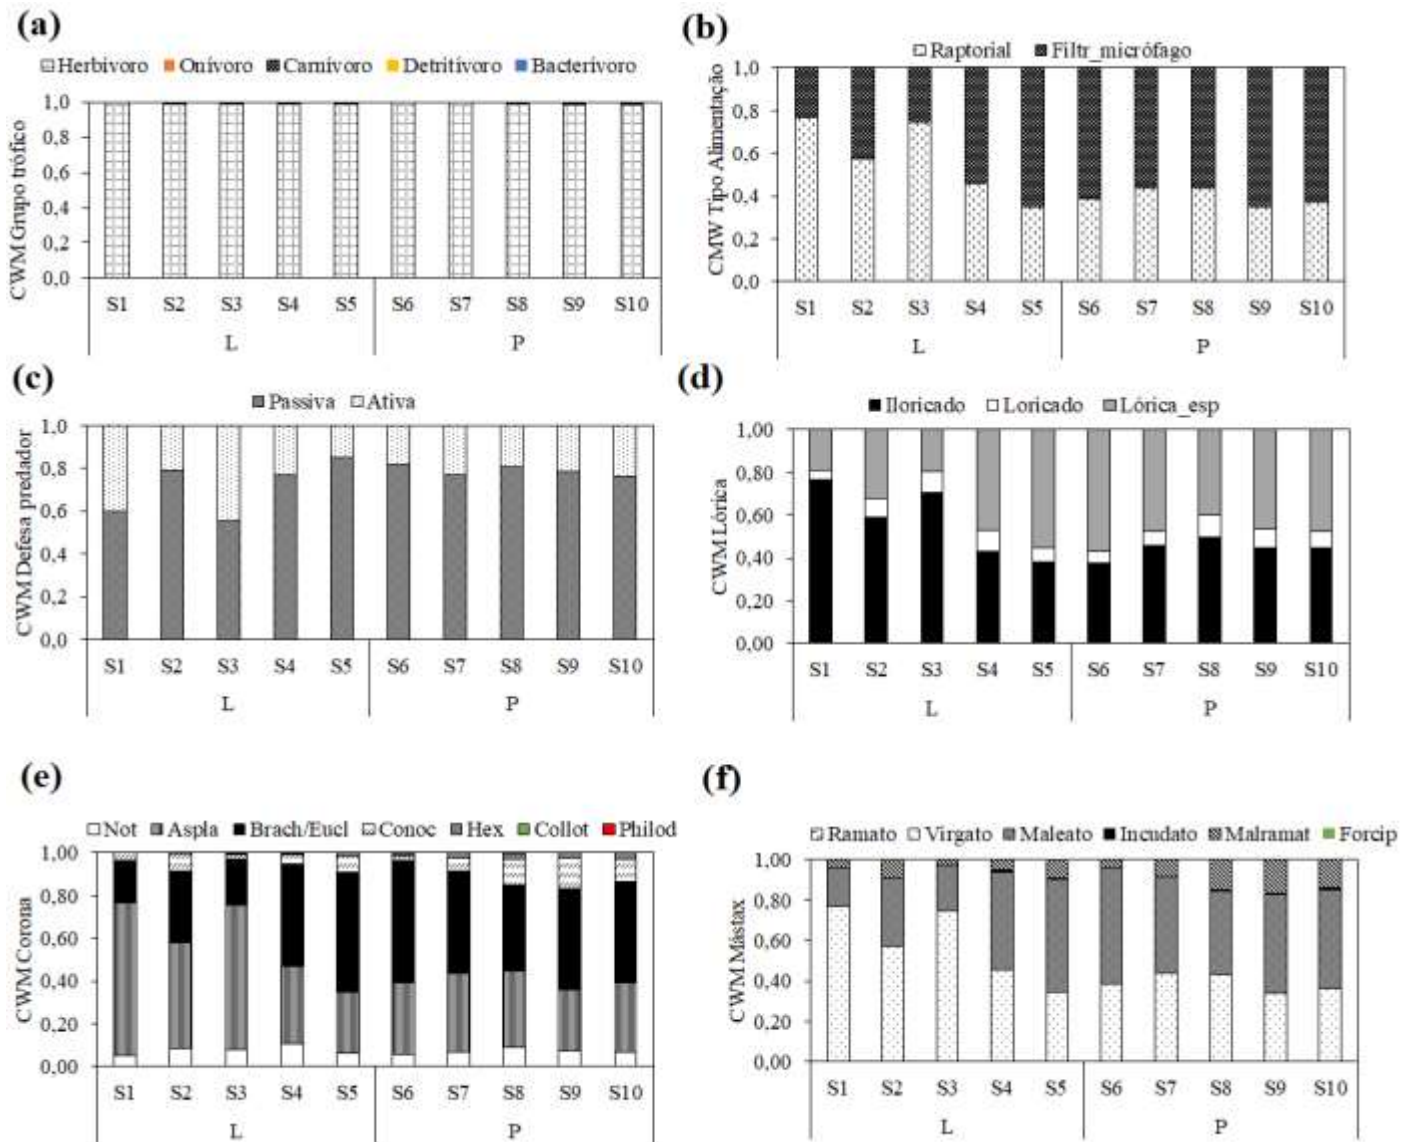 (a)
Herbívoro Onívoro Carnívoro Detritívoro Bacterívoro
CWM Grupo trófico
1,0
0,8
0,6
0,4
0,2
0,0
S1 S2 S3 S4 S5 S6 S7 S8 S9 S10
L P
(b)
Raptorial Filtr_micrófago
CMW Tipo Alimentação
1,0
0,8
0,6
0,4
0,2
0,0
S1 S2 S3 S4 S5 S6 S7 S8 S9 S10
L P
(c)
Passiva Ativa
CWM Defesa predador
1,0
0,8
0,6
0,4
0,2
0,0
S1 S2 S3 S4 S5 S6 S7 S8 S9 S10
L P
(d)
Iloricado Loricado Lórica_esp
CWM Lórica
1,00
0,80
0,60
0,40
0,20
0,00
S1 S2 S3 S4 S5 S6 S7 S8 S9 S10
L P
(e)
Not Aspla Brach/Eucl Conoc Hex Collot Philod
CWM Corona
1,00
0,80
0,60
0,40
0,20
0,00
S1 S2 S3 S4 S5 S6 S7 S8 S9 S10
L P
(f)
Ramato Virgato Maleato Incudato Malramat Forcip
CWM Mástax
1,00
0,80
0,60
0,40
0,20
0,00
S1 S2 S3 S4 S5 S6 S7 S8 S9 S10
L P